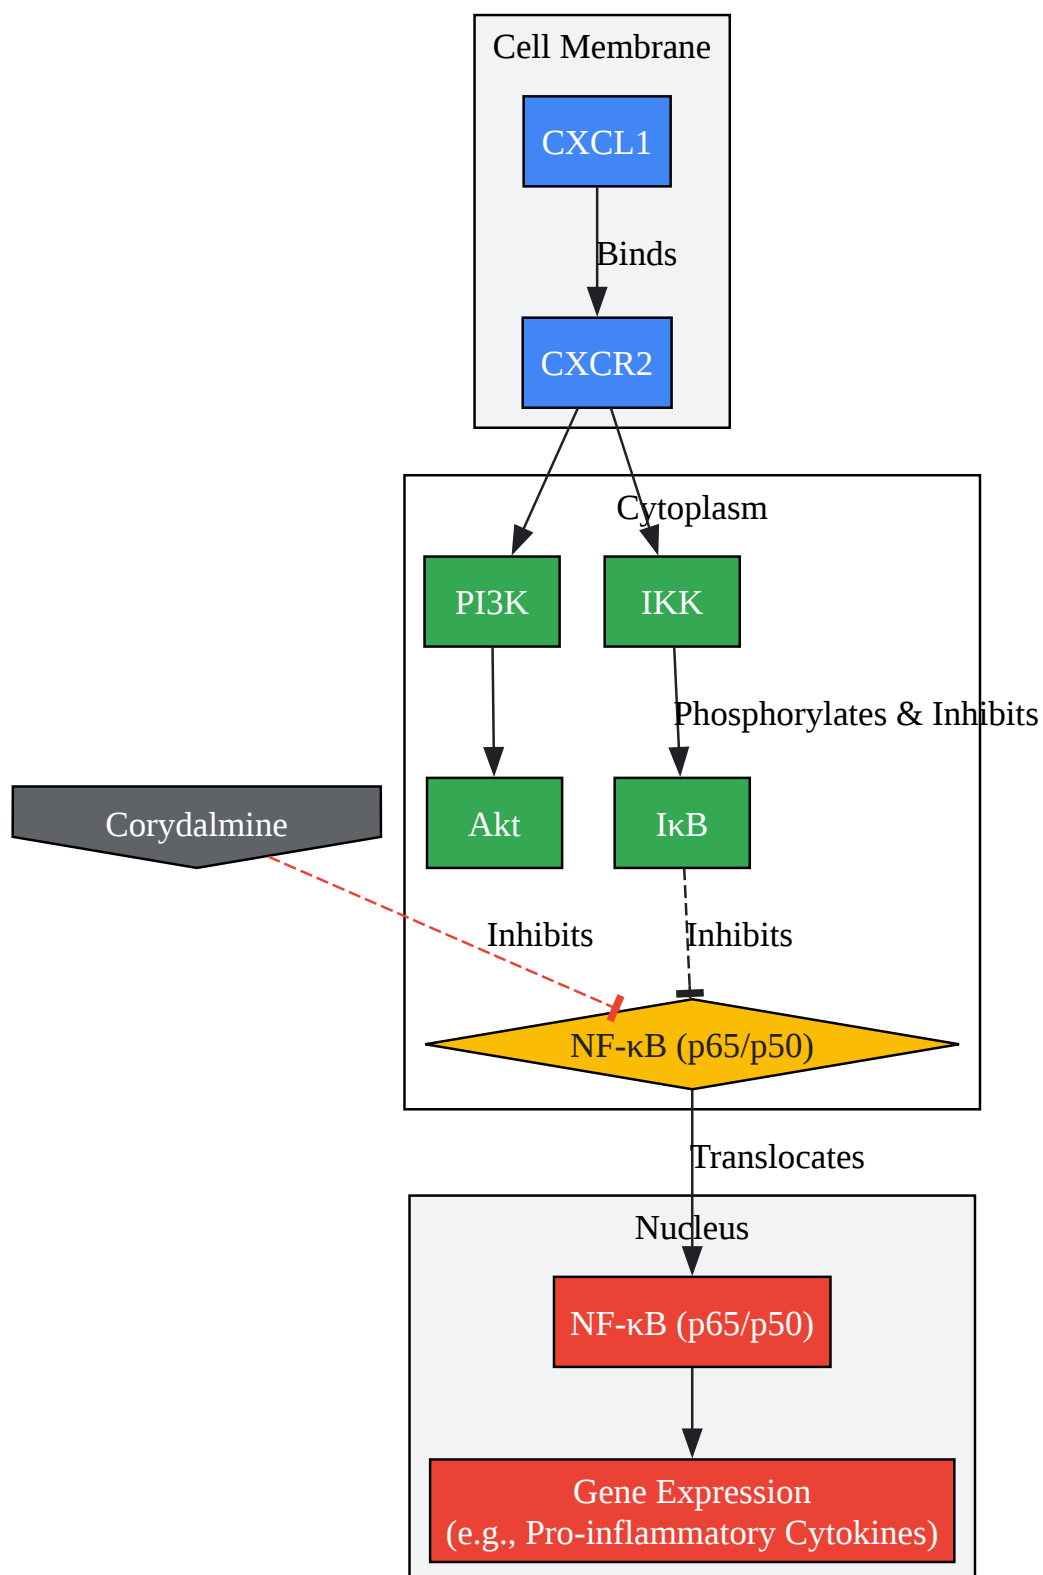 Cell Membrane
CXCL1
Binds
CXCR2
Cytoplasm
PI3K
IKK
Phosphorylates & Inhibits
Corydalmine
Akt
IκB
Inhibits
Inhibits
NF-κB (p65/p50)
Translocates
Nucleus
NF-κB (p65/p50)
Gene Expression
(e.g., Pro-inflammatory Cytokines)